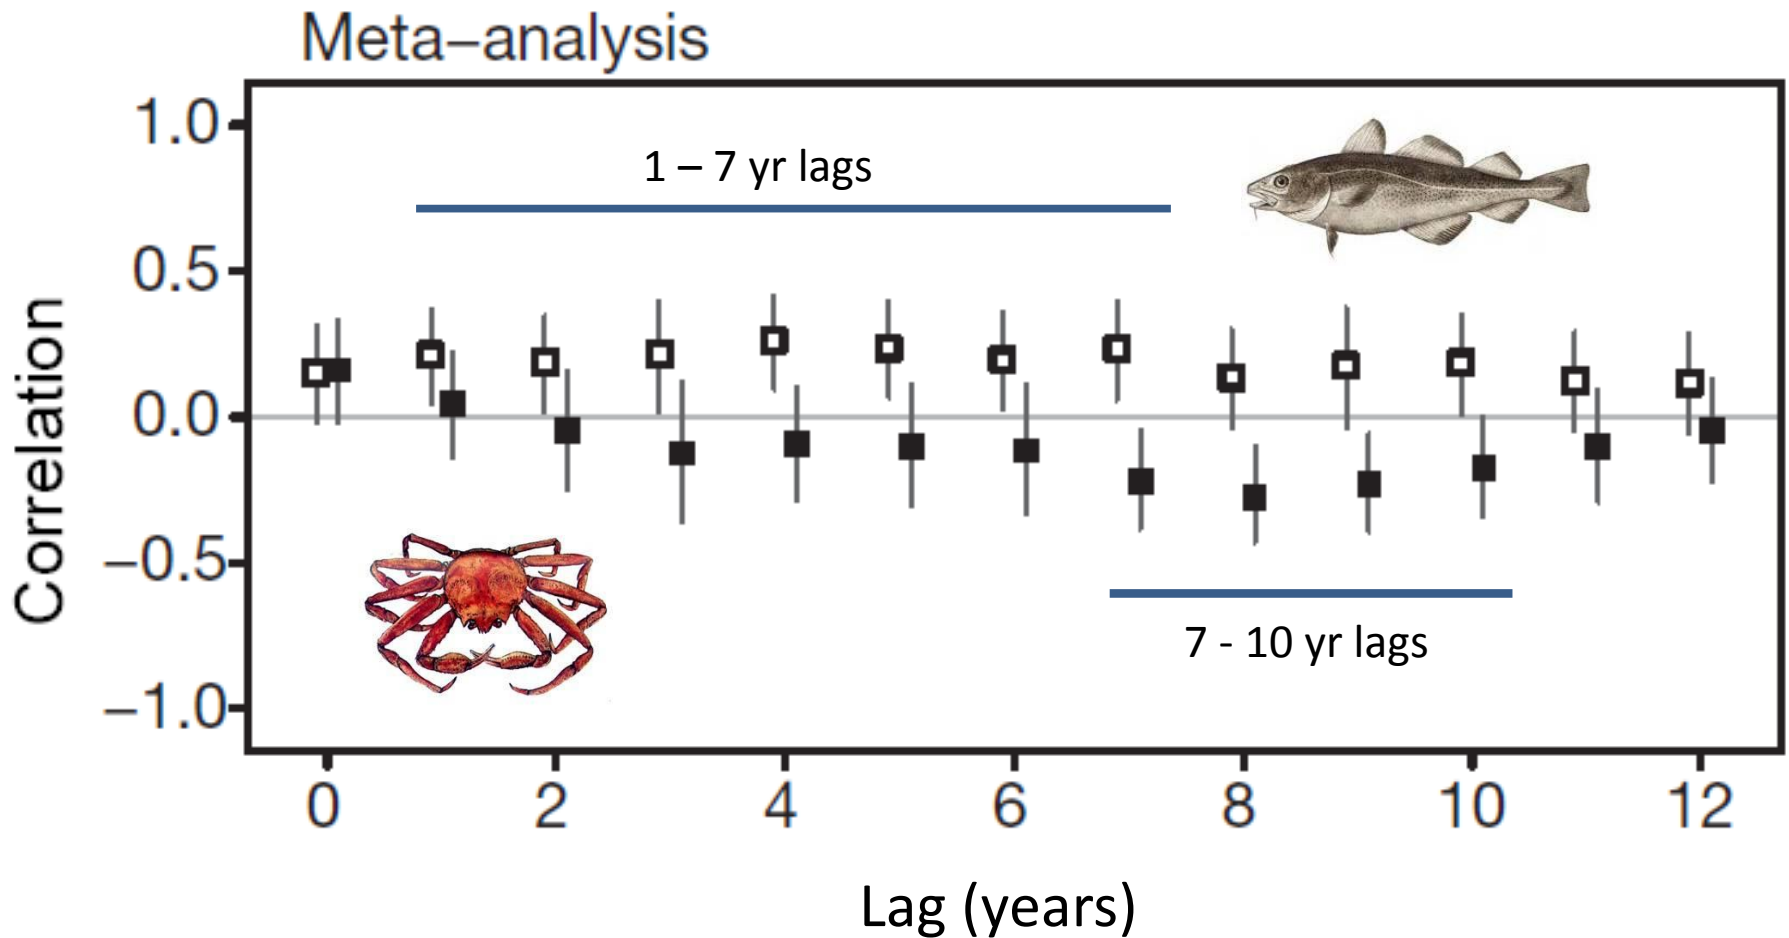 Meta–analysis
1.0
1 – 7 yr lags
0.5
0.0
Correlation
−0.5
7 - 10 yr lags
−1.0
0 2 4 6 8 10 12
Lag (years)